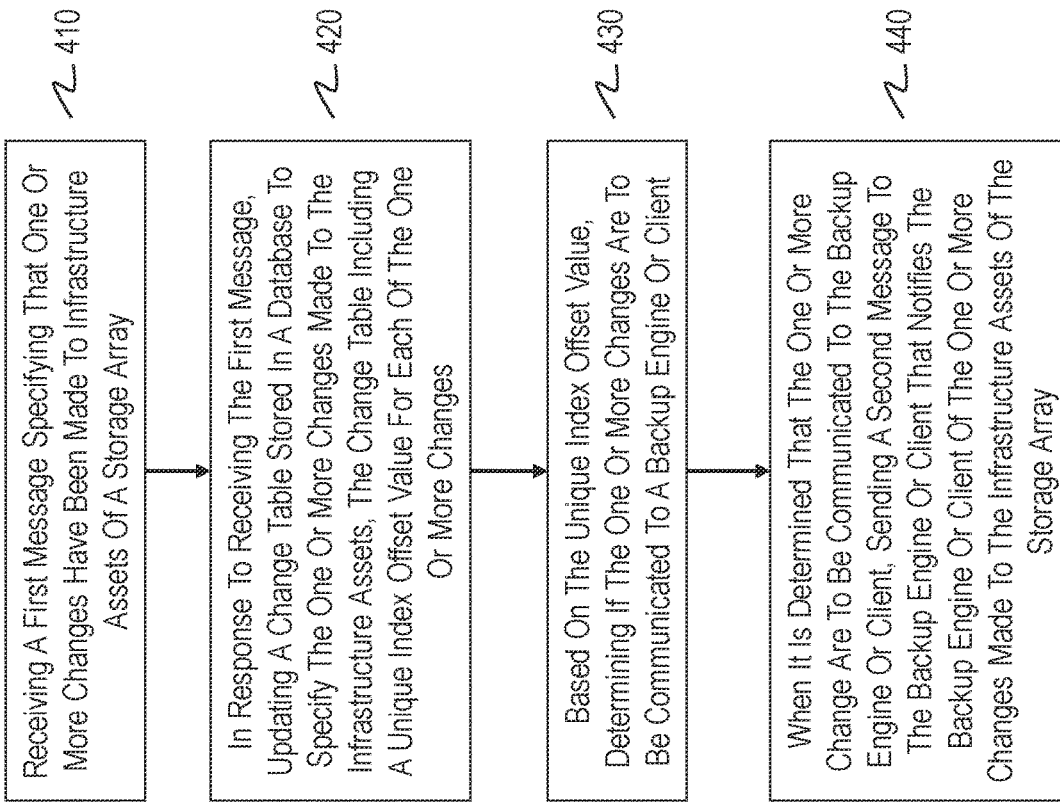 Receiving A First Message Specifying That One Or
More Changes Have Been Made To Infrastructure
Assets Of A Storage Array
410
In Response To Receiving The First Message,
Updating A Change Table Stored In A Database To
Specify The One Or More Changes Made To The
Infrastructure Assets, The Change Table Including
A Unique Index Offset Value For Each Of The One
Or More Changes
420
Based On The Unique Index Offset Value,
Determining If The One Or More Changes Are To
Be Communicated To A Backup Engine Or Client
430
When It Is Determined That The One Or More
Change Are To Be Communicated To The Backup
Engine Or Client, Sending A Second Message To
The Backup Engine Or Client That Notifies The
Backup Engine Or Client Of The One Or More
Changes Made To The Infrastructure Assets Of The
Storage Array
440